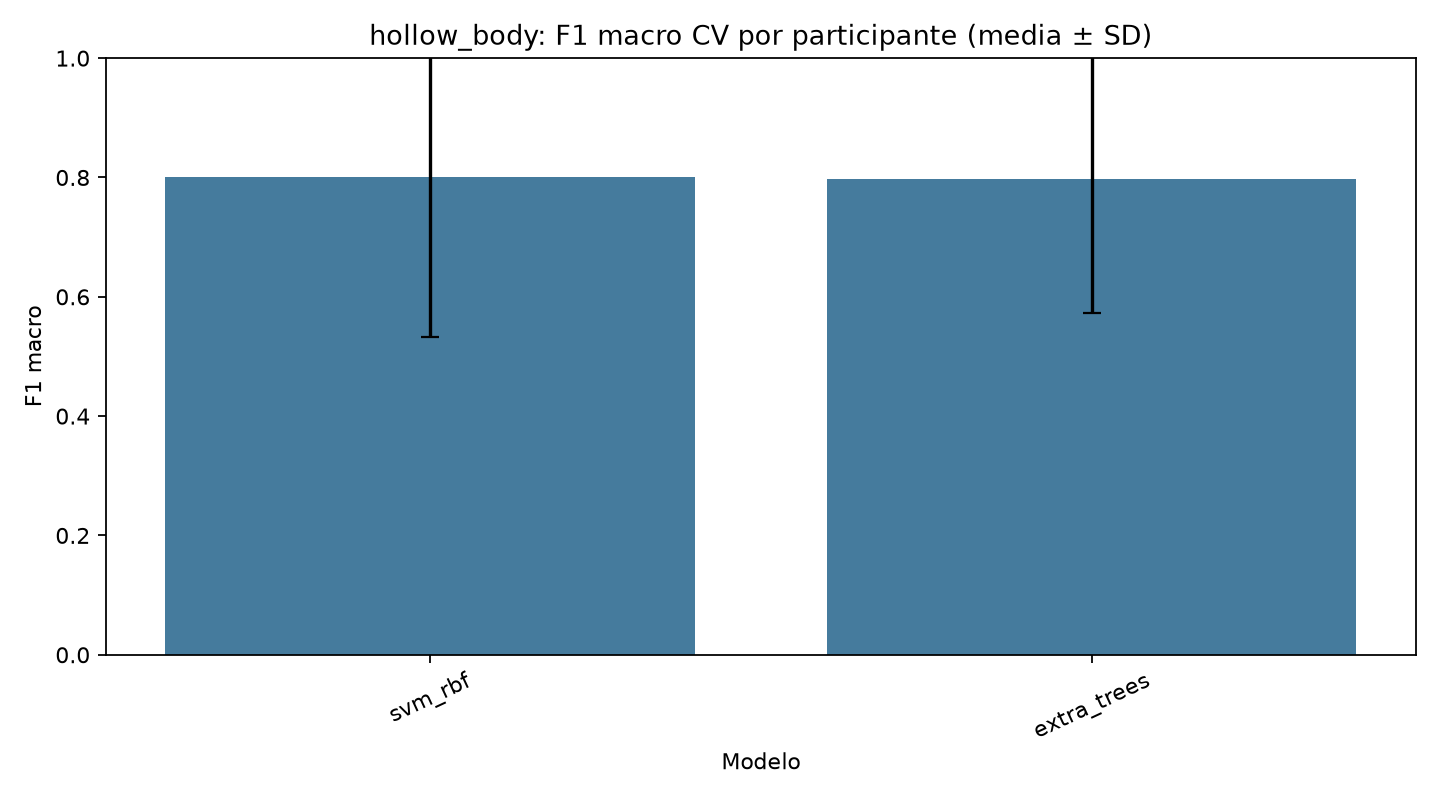 hollow_body: F1 macro CV por participante (media ± SD)
F1 macro
1.0
0.8
0.6
0.4
0.2
0.0
svm_rbf
extra_trees
Modelo